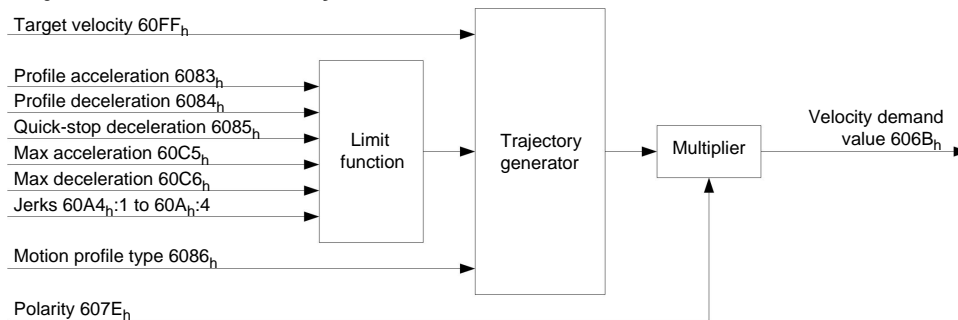 Target velocity 60FFh
Profile acceleration 6083h
Profile deceleration 6084h
Quick-stop deceleration 6085h
Max acceleration 60C5h
Max deceleration 60C6h
Jerks 60A4h:1 to 60Ah:4
Motion profile type 6086h
Polarity 607Eh
Limit
function
Trajectory
generator
Multiplier
Velocity demand
value 606Bh